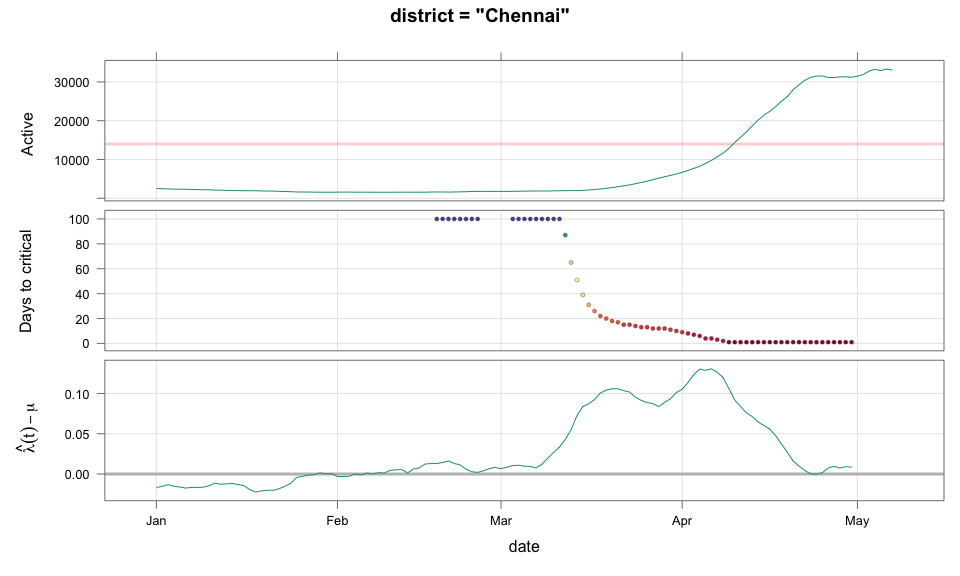 district = "Chennai"
Active
30000
20000
10000
Days to critical
100
80
60
40
20
0
λ̂(t) − μ
0.10
0.05
0.00
Jan Feb Mar Apr May
date